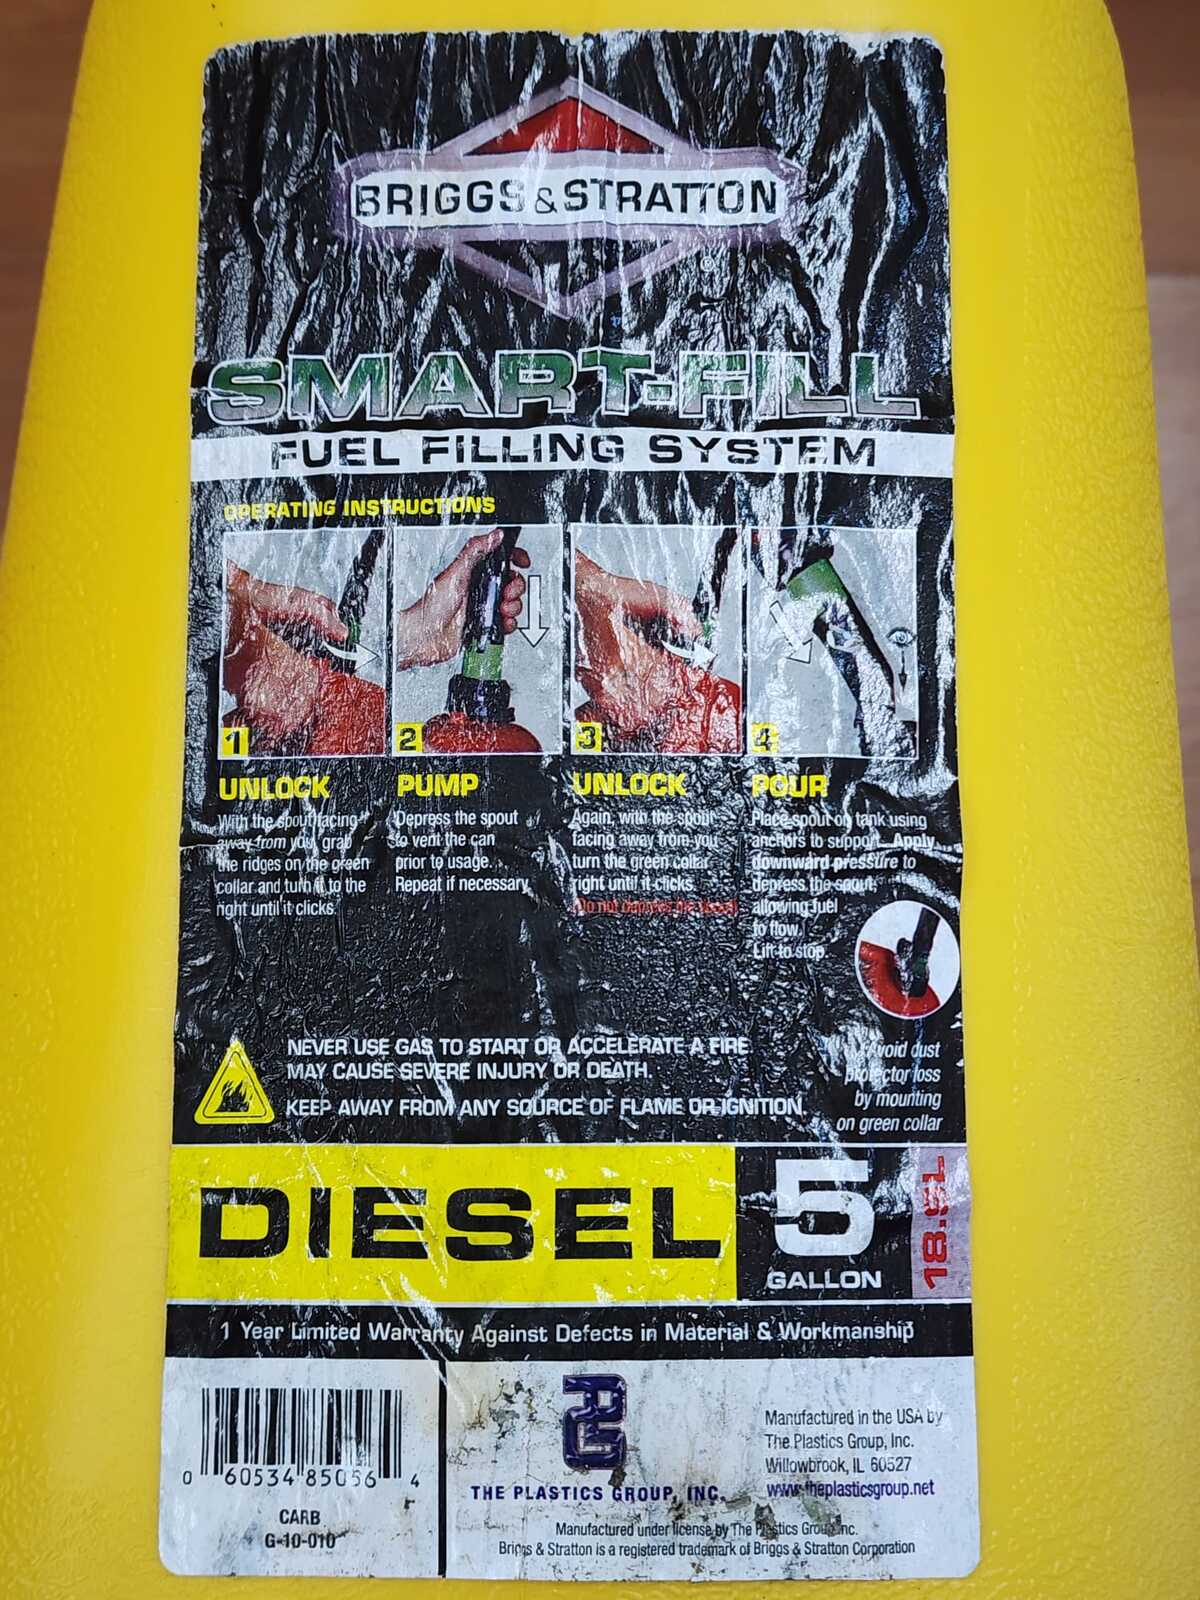 BRIGGS & STRATTON
®
SMART-FILL
FUEL FILLING SYSTEM
OPERATING INSTRUCTIONS
1
UNLOCK
With the spout facing
away from you, grab
the ridges on the green
collar and turn it to the
right until it clicks.
2
PUMP
Depress the spout
to vent the can
prior to usage.
Repeat if necessary.
3
UNLOCK
Again, with the spout
facing away from you
turn the green collar
right until it clicks.
Do not depress the spout.
4
POUR
Place spout on tank using
anchors to support. Apply
downward pressure to
depress the spout,
allowing fuel
to flow.
Lift to stop.
Avoid dust
protector loss
by mounting
on green collar
NEVER USE GAS TO START OR ACCELERATE A FIRE
MAY CAUSE SEVERE INJURY OR DEATH.
KEEP AWAY FROM ANY SOURCE OF FLAME OR IGNITION.
DIESEL
5
GALLON
18.9L
1 Year Limited Warranty Against Defects in Material & Workmanship
0 60534 85056 4
CARB
G-10-010
THE PLASTICS GROUP, INC.
Manufactured in the USA by
The Plastics Group, Inc.
Willowbrook, IL 60527
www.theplasticsgroup.net
Manufactured under license by The Plastics Group Inc.
Briggs & Stratton is a registered trademark of Briggs & Stratton Corporation